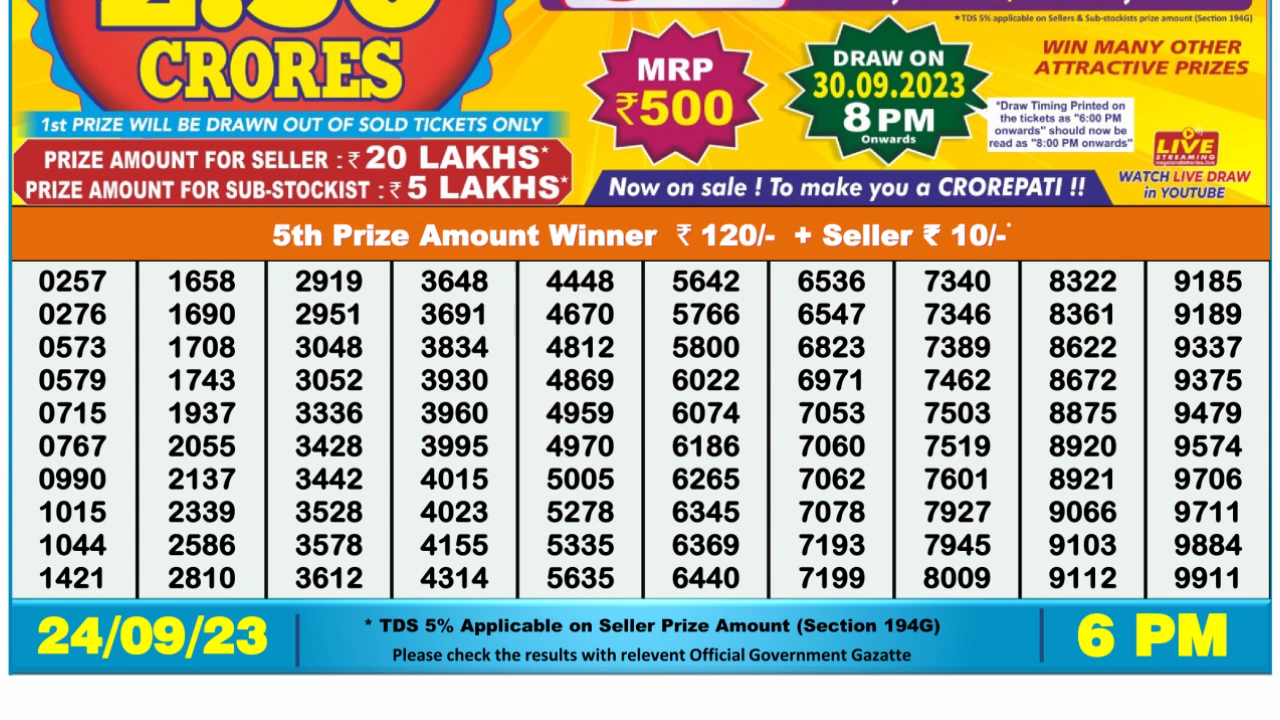 CRORES
1st PRIZE WILL BE DRAWN OUT OF SOLD TICKETS ONLY
PRIZE AMOUNT FOR SELLER : ₹ 20 LAKHS*
PRIZE AMOUNT FOR SUB-STOCKIST : ₹ 5 LAKHS*
*TDS 5% applicable on Sellers & Sub-stockists prize amount (Section 194G)
MRP
₹500
DRAW ON
30.09.2023
8 PM
Onwards
WIN MANY OTHER
ATTRACTIVE PRIZES
*Draw Timing Printed on
the tickets as "6:00 PM
onwards" should now be
read as "8:00 PM onwards"
LIVE
STREAMING
WATCH LIVE DRAW
in YOUTUBE
Now on sale ! To make you a CROREPATI !!
5th Prize Amount Winner ₹ 120/- + Seller ₹ 10/-*
0257 1658 2919 3648 4448 5642 6536 7340 8322 9185
0276 1690 2951 3691 4670 5766 6547 7346 8361 9189
0573 1708 3048 3834 4812 5800 6823 7389 8622 9337
0579 1743 3052 3930 4869 6022 6971 7462 8672 9375
0715 1937 3336 3960 4959 6074 7053 7503 8875 9479
0767 2055 3428 3995 4970 6186 7060 7519 8920 9574
0990 2137 3442 4015 5005 6265 7062 7601 8921 9706
1015 2339 3528 4023 5278 6345 7078 7927 9066 9711
1044 2586 3578 4155 5335 6369 7193 7945 9103 9884
1421 2810 3612 4314 5635 6440 7199 8009 9112 9911
24/09/23
* TDS 5% Applicable on Seller Prize Amount (Section 194G)
Please check the results with relevent Official Government Gazatte
6 PM